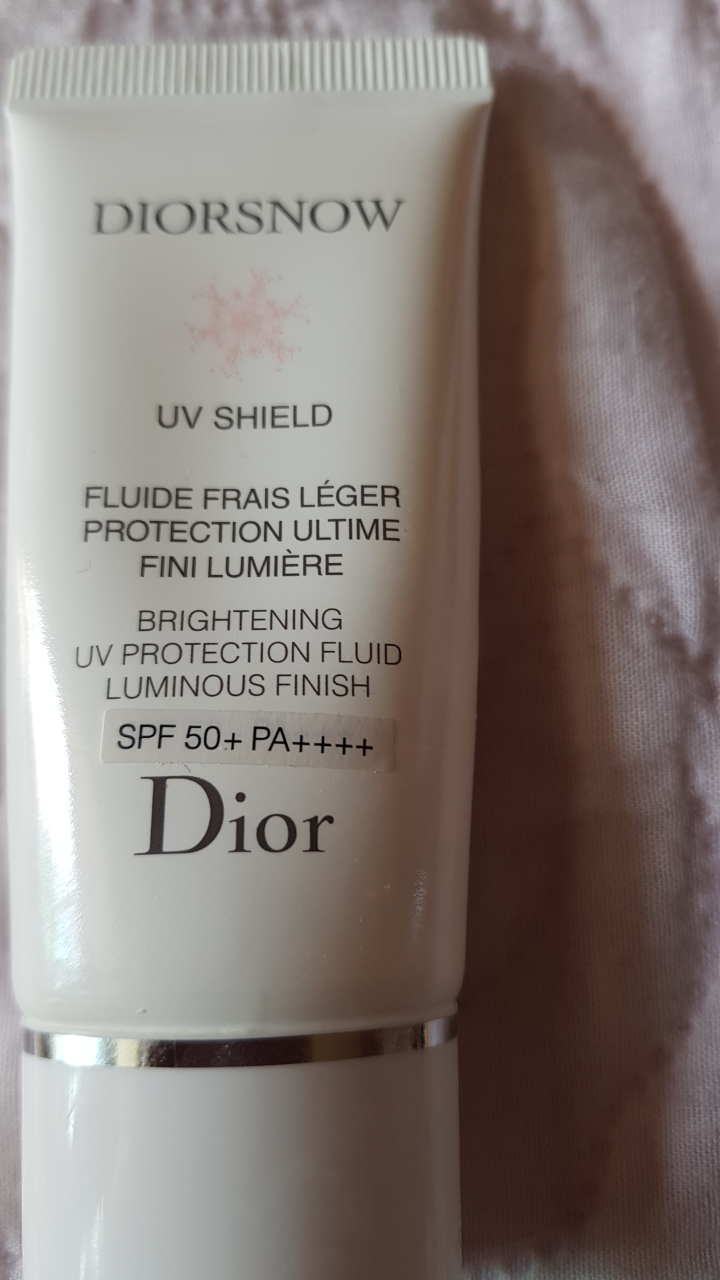 DIORSNOW
UV SHIELD
FLUIDE FRAIS LÉGER
PROTECTION ULTIME
FINI LUMIÈRE
BRIGHTENING
UV PROTECTION FLUID
LUMINOUS FINISH
SPF 50+ PA++++
Dior